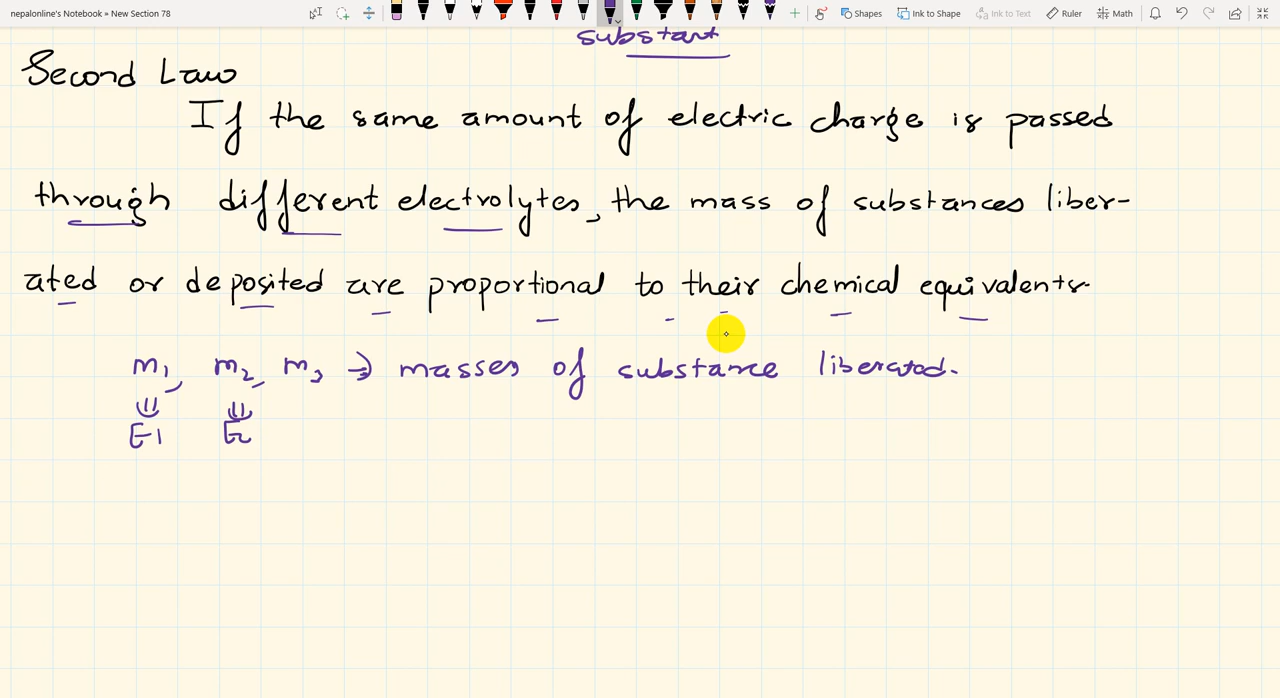 nepalonline's Notebook » New Section 78
Shapes Ink to Shape Ink to Text Ruler Math
substant
Second Law
If the same amount of electric charge is passed
through different electrolytes, the mass of substances liber-
ated or deposited are proportional to their chemical equivalents.
m1, m2, m3 → masses of substance liberated.
E1 E2